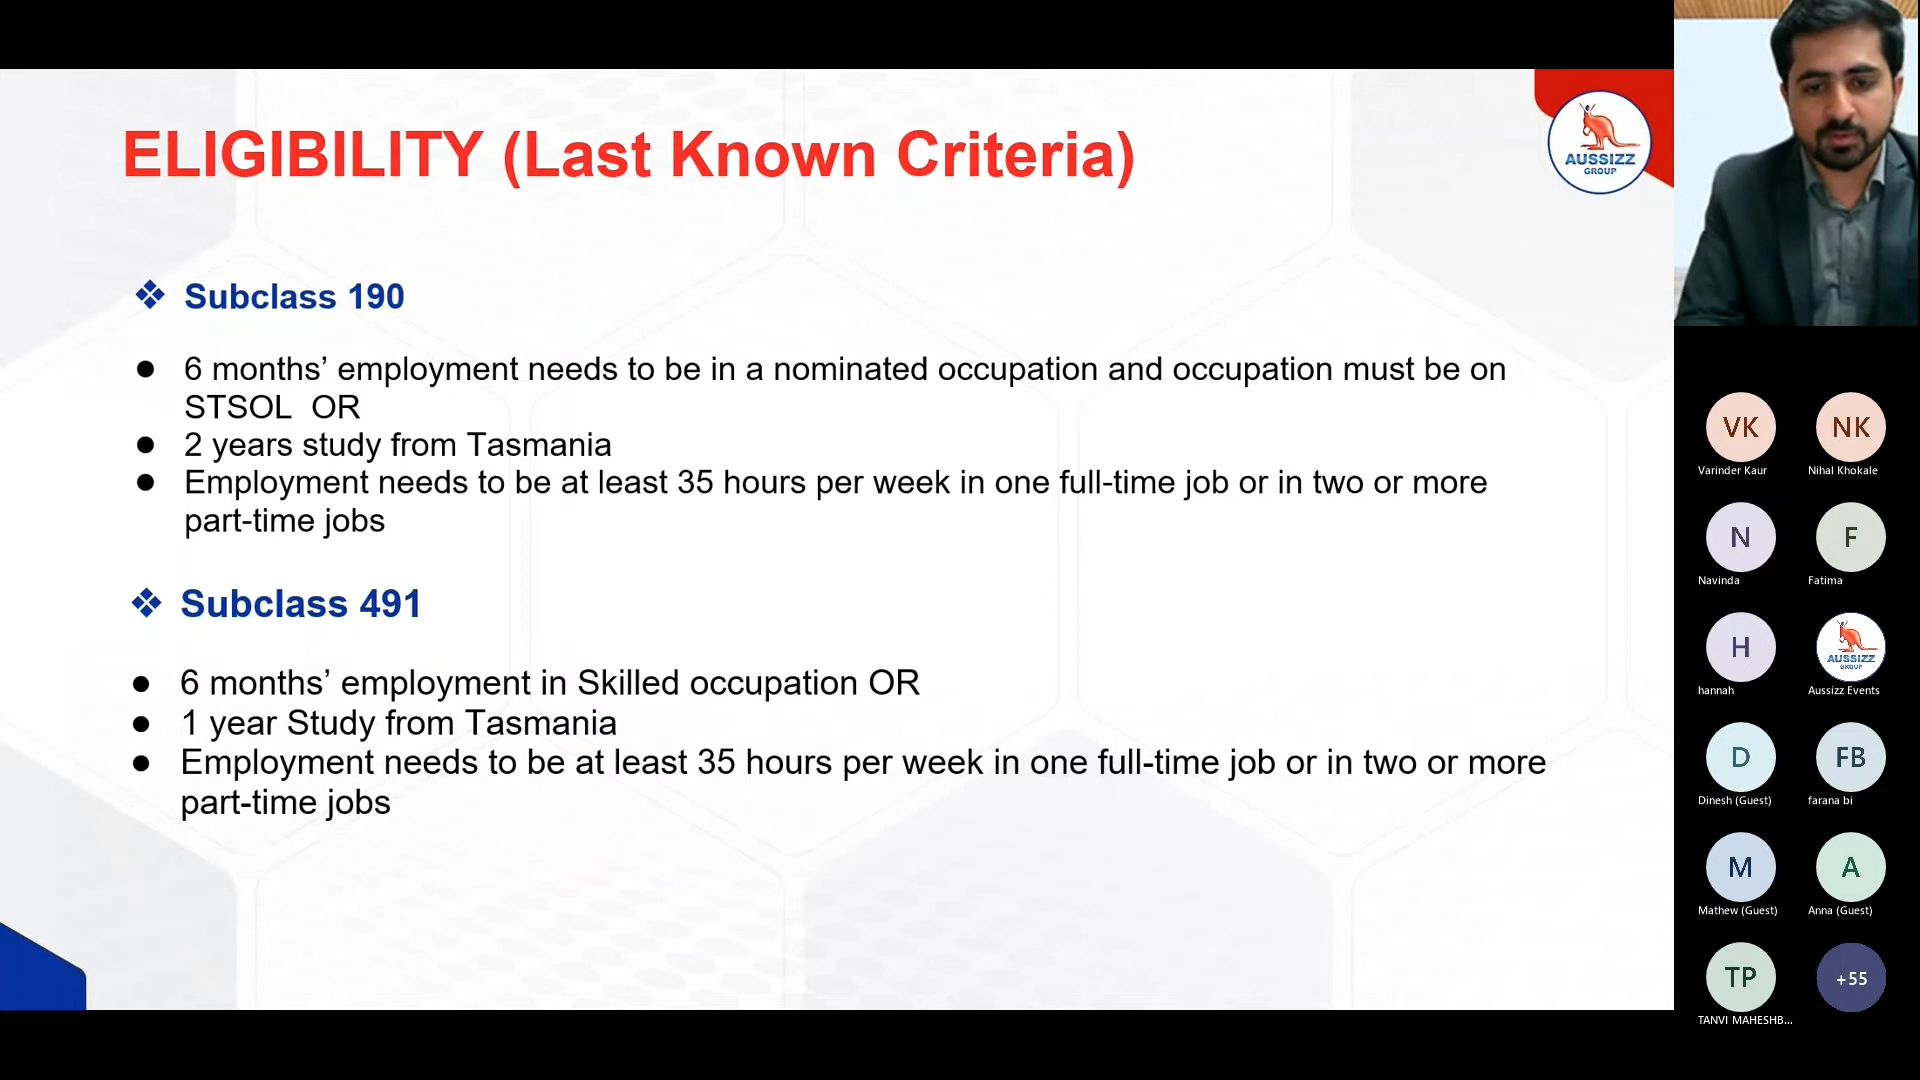 ELIGIBILITY (Last Known Criteria)
AUSSIZZ
GROUP
❖ Subclass 190
● 6 months’ employment needs to be in a nominated occupation and occupation must be on
STSOL OR
● 2 years study from Tasmania
● Employment needs to be at least 35 hours per week in one full-time job or in two or more
part-time jobs
❖ Subclass 491
● 6 months’ employment in Skilled occupation OR
● 1 year Study from Tasmania
● Employment needs to be at least 35 hours per week in one full-time job or in two or more
part-time jobs
VK NK
Varinder Kaur Nihal Khokale
N F
Navinda Fatima
H AUSSIZZ
GROUP
hannah Aussizz Events
D FB
Dinesh (Guest) farana bi
M A
Mathew (Guest) Anna (Guest)
TP +55
TANVI MAHESHB...